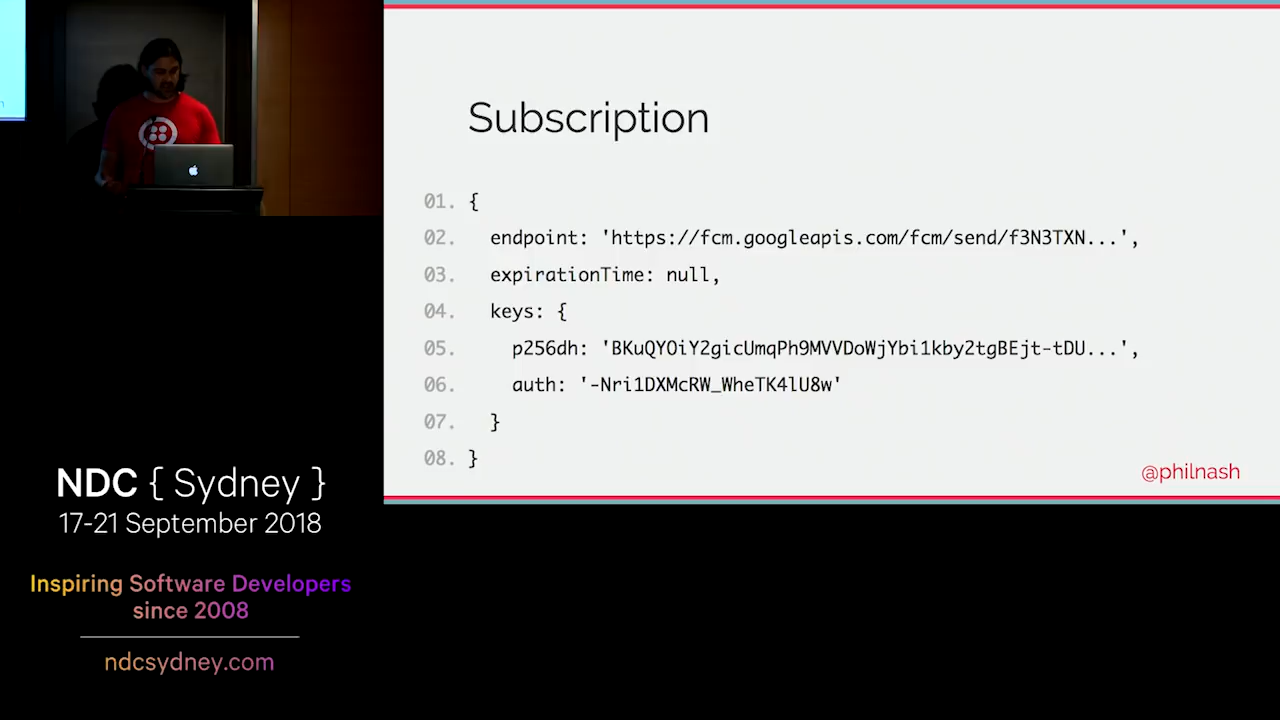 Subscription
01. {
02. endpoint: 'https://fcm.googleapis.com/fcm/send/f3N3TXN...',
03. expirationTime: null,
04. keys: {
05. p256dh: 'BKuQYOiY2gicUmqPh9MVVDoWjYbi1kby2tgBEjt-tDU...',
06. auth: '-Nri1DXMcRW_WheTK4lU8w'
07. }
08. }
@philnash
NDC { Sydney }
17-21 September 2018
Inspiring Software Developers
since 2008
ndcsydney.com